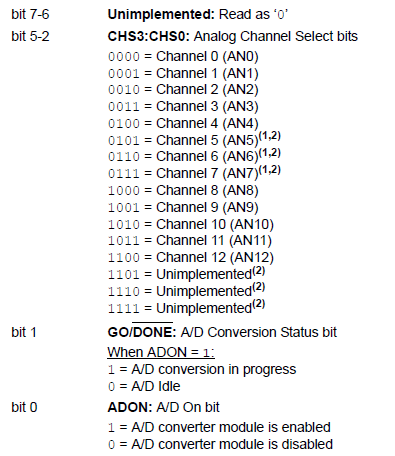 bit 7-6 Unimplemented: Read as ‘0’
bit 5-2 CHS3:CHS0: Analog Channel Select bits
0000 = Channel 0 (AN0)
0001 = Channel 1 (AN1)
0010 = Channel 2 (AN2)
0011 = Channel 3 (AN3)
0100 = Channel 4 (AN4)
0101 = Channel 5 (AN5)(1,2)
0110 = Channel 6 (AN6)(1,2)
0111 = Channel 7 (AN7)(1,2)
1000 = Channel 8 (AN8)
1001 = Channel 9 (AN9)
1010 = Channel 10 (AN10)
1011 = Channel 11 (AN11)
1100 = Channel 12 (AN12)
1101 = Unimplemented(2)
1110 = Unimplemented(2)
1111 = Unimplemented(2)
bit 1 GO/DONE: A/D Conversion Status bit
When ADON = 1:
1 = A/D conversion in progress
0 = A/D Idle
bit 0 ADON: A/D On bit
1 = A/D converter module is enabled
0 = A/D converter module is disabled